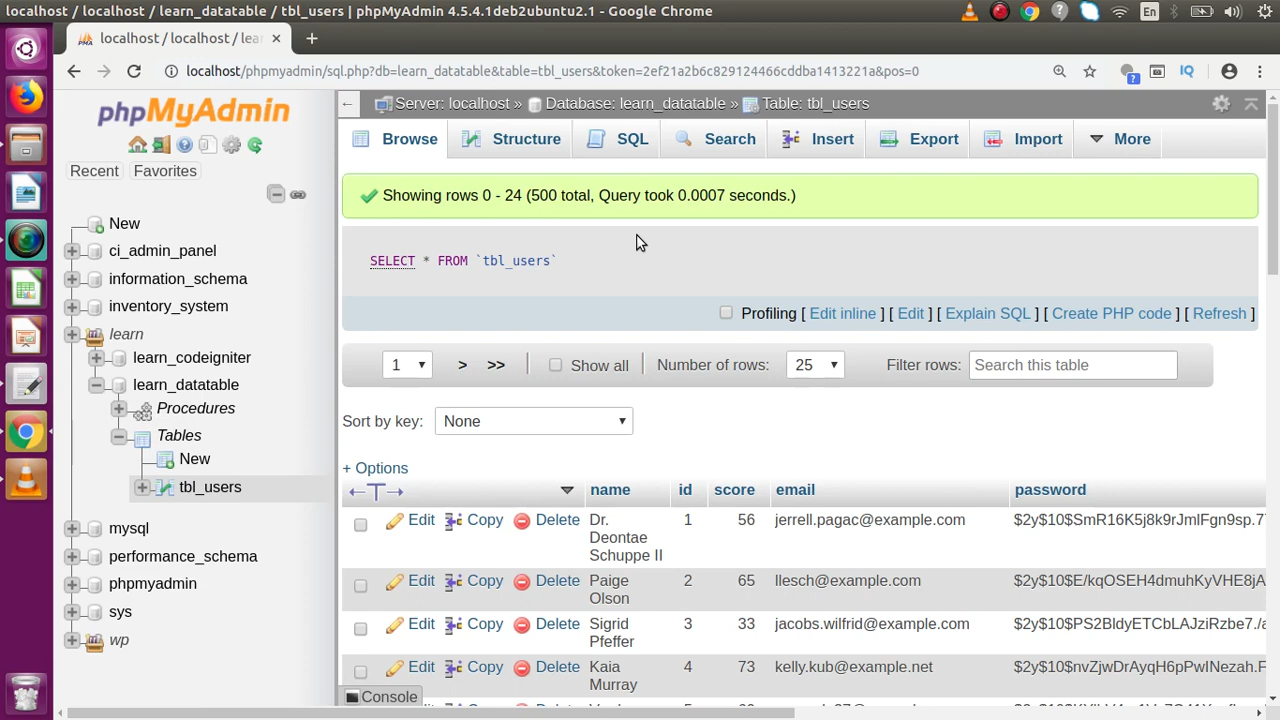 localhost / localhost / learn_datatable / tbl_users | phpMyAdmin 4.5.4.1deb2ubuntu2.1 - Google Chrome
En
localhost / localhost / lea
localhost/phpmyadmin/sql.php?db=learn_datatable&table=tbl_users&token=2ef21a2b6c829124466cddba1413221a&pos=0
IQ
phpMyAdmin
Recent
Favorites
New
ci_admin_panel
information_schema
inventory_system
learn
learn_codeigniter
learn_datatable
Procedures
Tables
New
tbl_users
mysql
performance_schema
phpmyadmin
sys
wp
Server: localhost » Database: learn_datatable » Table: tbl_users
Browse Structure SQL Search Insert Export Import More
Showing rows 0 - 24 (500 total, Query took 0.0007 seconds.)
SELECT * FROM `tbl_users`
Profiling [ Edit inline ] [ Edit ] [ Explain SQL ] [ Create PHP code ] [ Refresh ]
1 > >> Show all Number of rows: 25 Filter rows: Search this table
Sort by key: None
+ Options
name id score email password
Edit Copy Delete Dr. Deontae Schuppe II 1 56 jerrell.pagac@example.com
Edit Copy Delete Paige Olson 2 65 llesch@example.com
Edit Copy Delete Sigrid Pfeffer 3 33 jacobs.wilfrid@example.com
Edit Copy Delete Kaia Murray 4 73 kelly.kub@example.net
Console